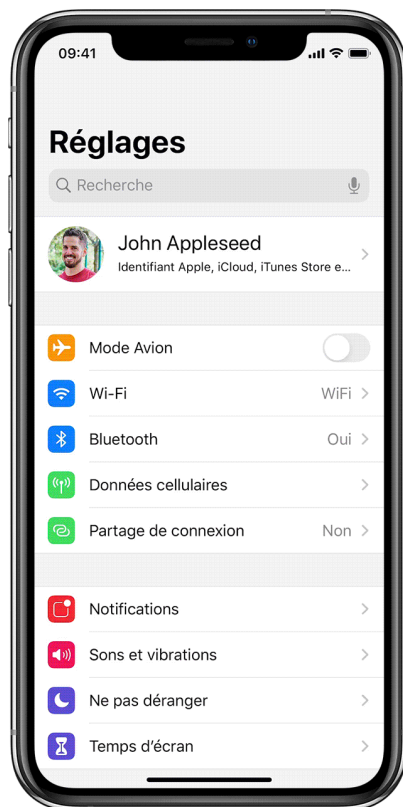 09:41
Réglages
Recherche
John Appleseed
Identifiant Apple, iCloud, iTunes Store e...
Mode Avion
Wi-Fi WiFi
Bluetooth Oui
Données cellulaires
Partage de connexion Non
Notifications
Sons et vibrations
Ne pas déranger
Temps d'écran